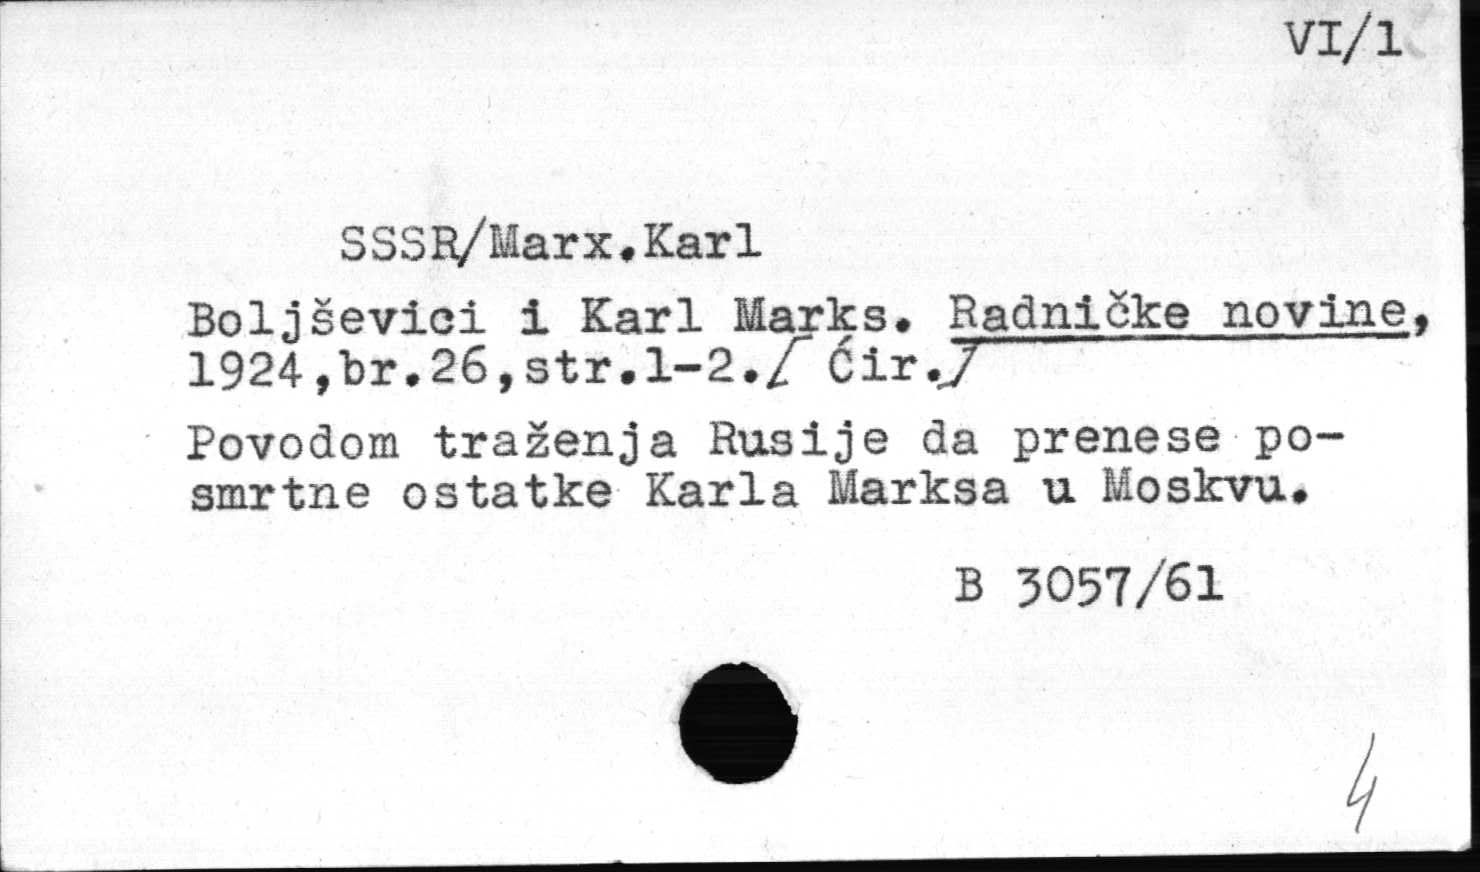 VI/1
SSSR/Marx.Karl
Boljševici i Karl Marks. Radničke novine,
1924,br.26,str.1-2./ Ćir./
Povodom traženja Rusije da prenese po-
smrtne ostatke Karla Marksa u Moskvu.
B 3057/61
4